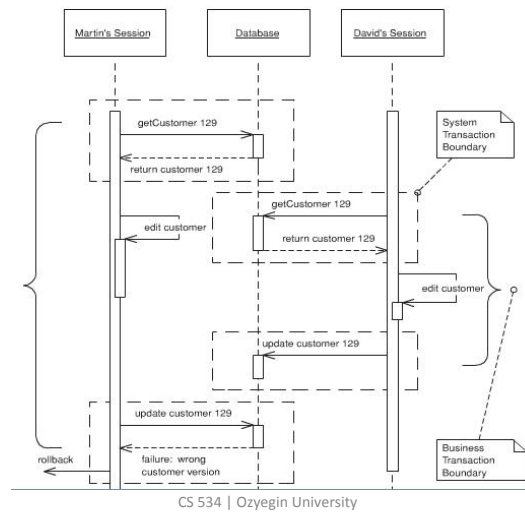 Martin's Session
Database
David's Session
getCustomer 129
return customer 129
System
Transaction
Boundary
getCustomer 129
edit customer
return customer 129
edit customer
update customer 129
update customer 129
rollback
failure: wrong
customer version
Business
Transaction
Boundary
CS 534 | Ozyegin University